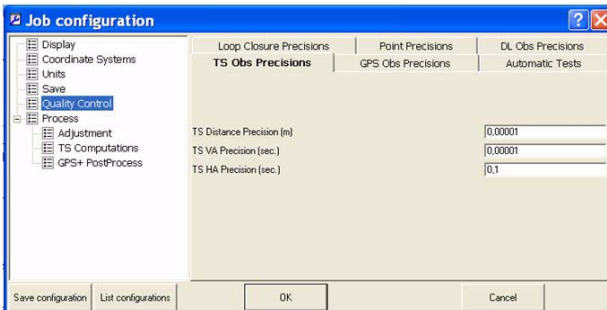 Job configuration
Display
Coordinate Systems
Units
Save
Quality Control
Process
Adjustment
TS Computations
GPS+ PostProcess
Loop Closure Precisions
Point Precisions
DL Obs Precisions
TS Obs Precisions
GPS Obs Precisions
Automatic Tests
TS Distance Precision (m)
0,00001
TS VA Precision (sec.)
0,00001
TS HA Precision (sec.)
0,1
Save configuration
List configurations
OK
Cancel